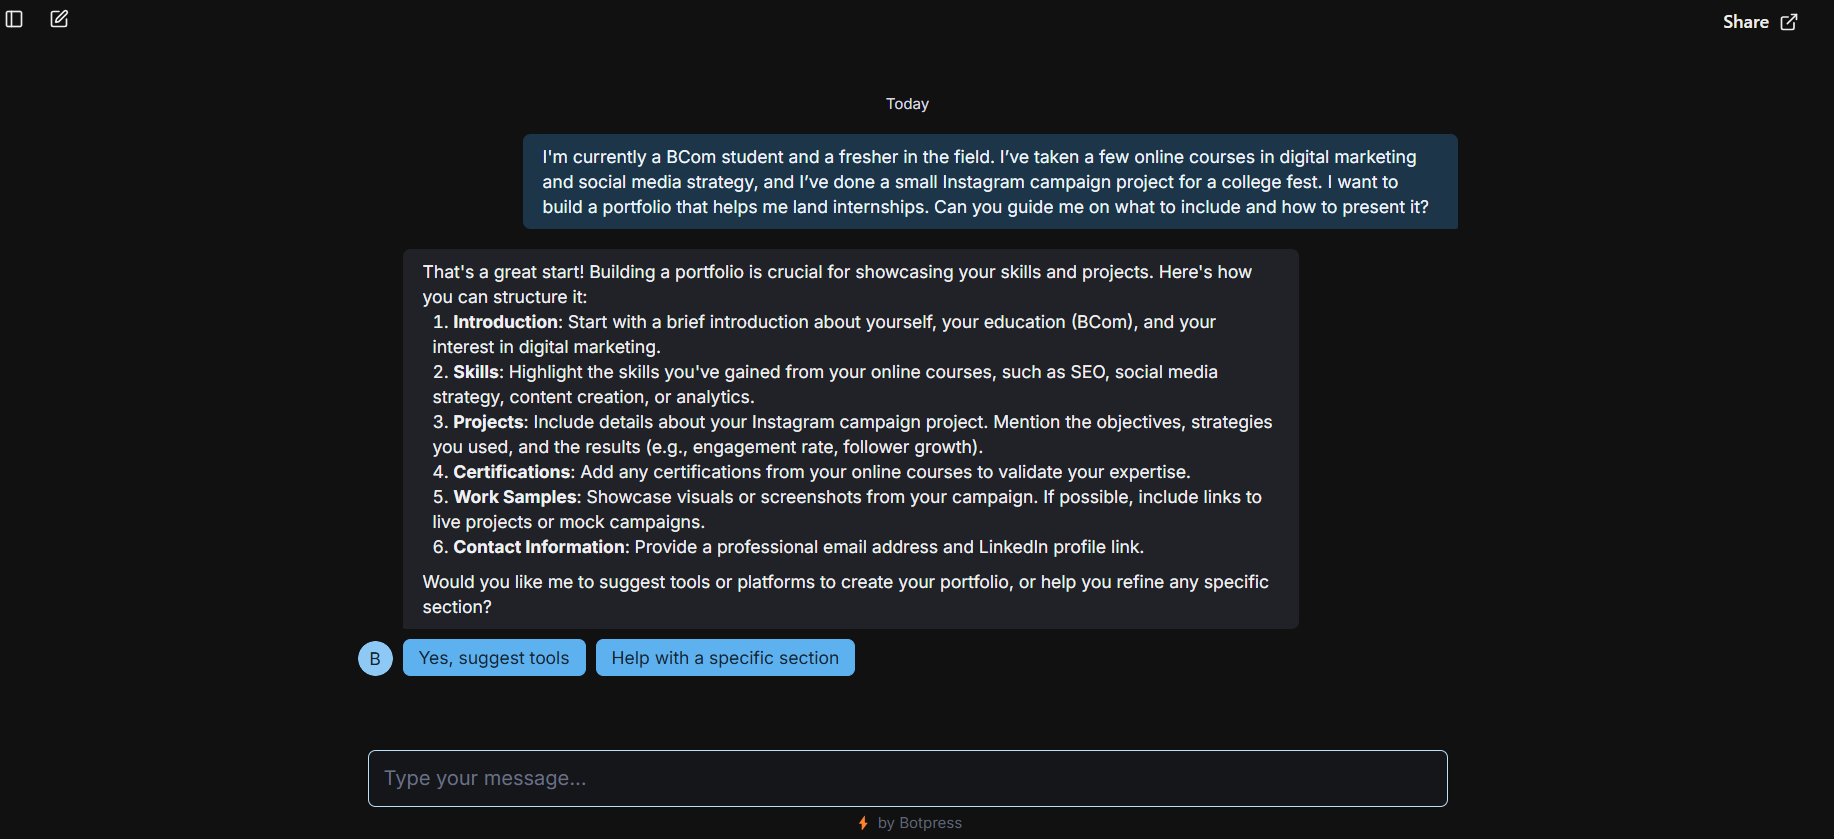 Share
Today
I'm currently a BCom student and a fresher in the field. I’ve taken a few online courses in digital marketing
and social media strategy, and I’ve done a small Instagram campaign project for a college fest. I want to
build a portfolio that helps me land internships. Can you guide me on what to include and how to present it?
That's a great start! Building a portfolio is crucial for showcasing your skills and projects. Here's how
you can structure it:
1. Introduction: Start with a brief introduction about yourself, your education (BCom), and your
interest in digital marketing.
2. Skills: Highlight the skills you've gained from your online courses, such as SEO, social media
strategy, content creation, or analytics.
3. Projects: Include details about your Instagram campaign project. Mention the objectives, strategies
you used, and the results (e.g., engagement rate, follower growth).
4. Certifications: Add any certifications from your online courses to validate your expertise.
5. Work Samples: Showcase visuals or screenshots from your campaign. If possible, include links to
live projects or mock campaigns.
6. Contact Information: Provide a professional email address and LinkedIn profile link.
Would you like me to suggest tools or platforms to create your portfolio, or help you refine any specific
section?
B
Yes, suggest tools
Help with a specific section
Type your message...
by Botpress